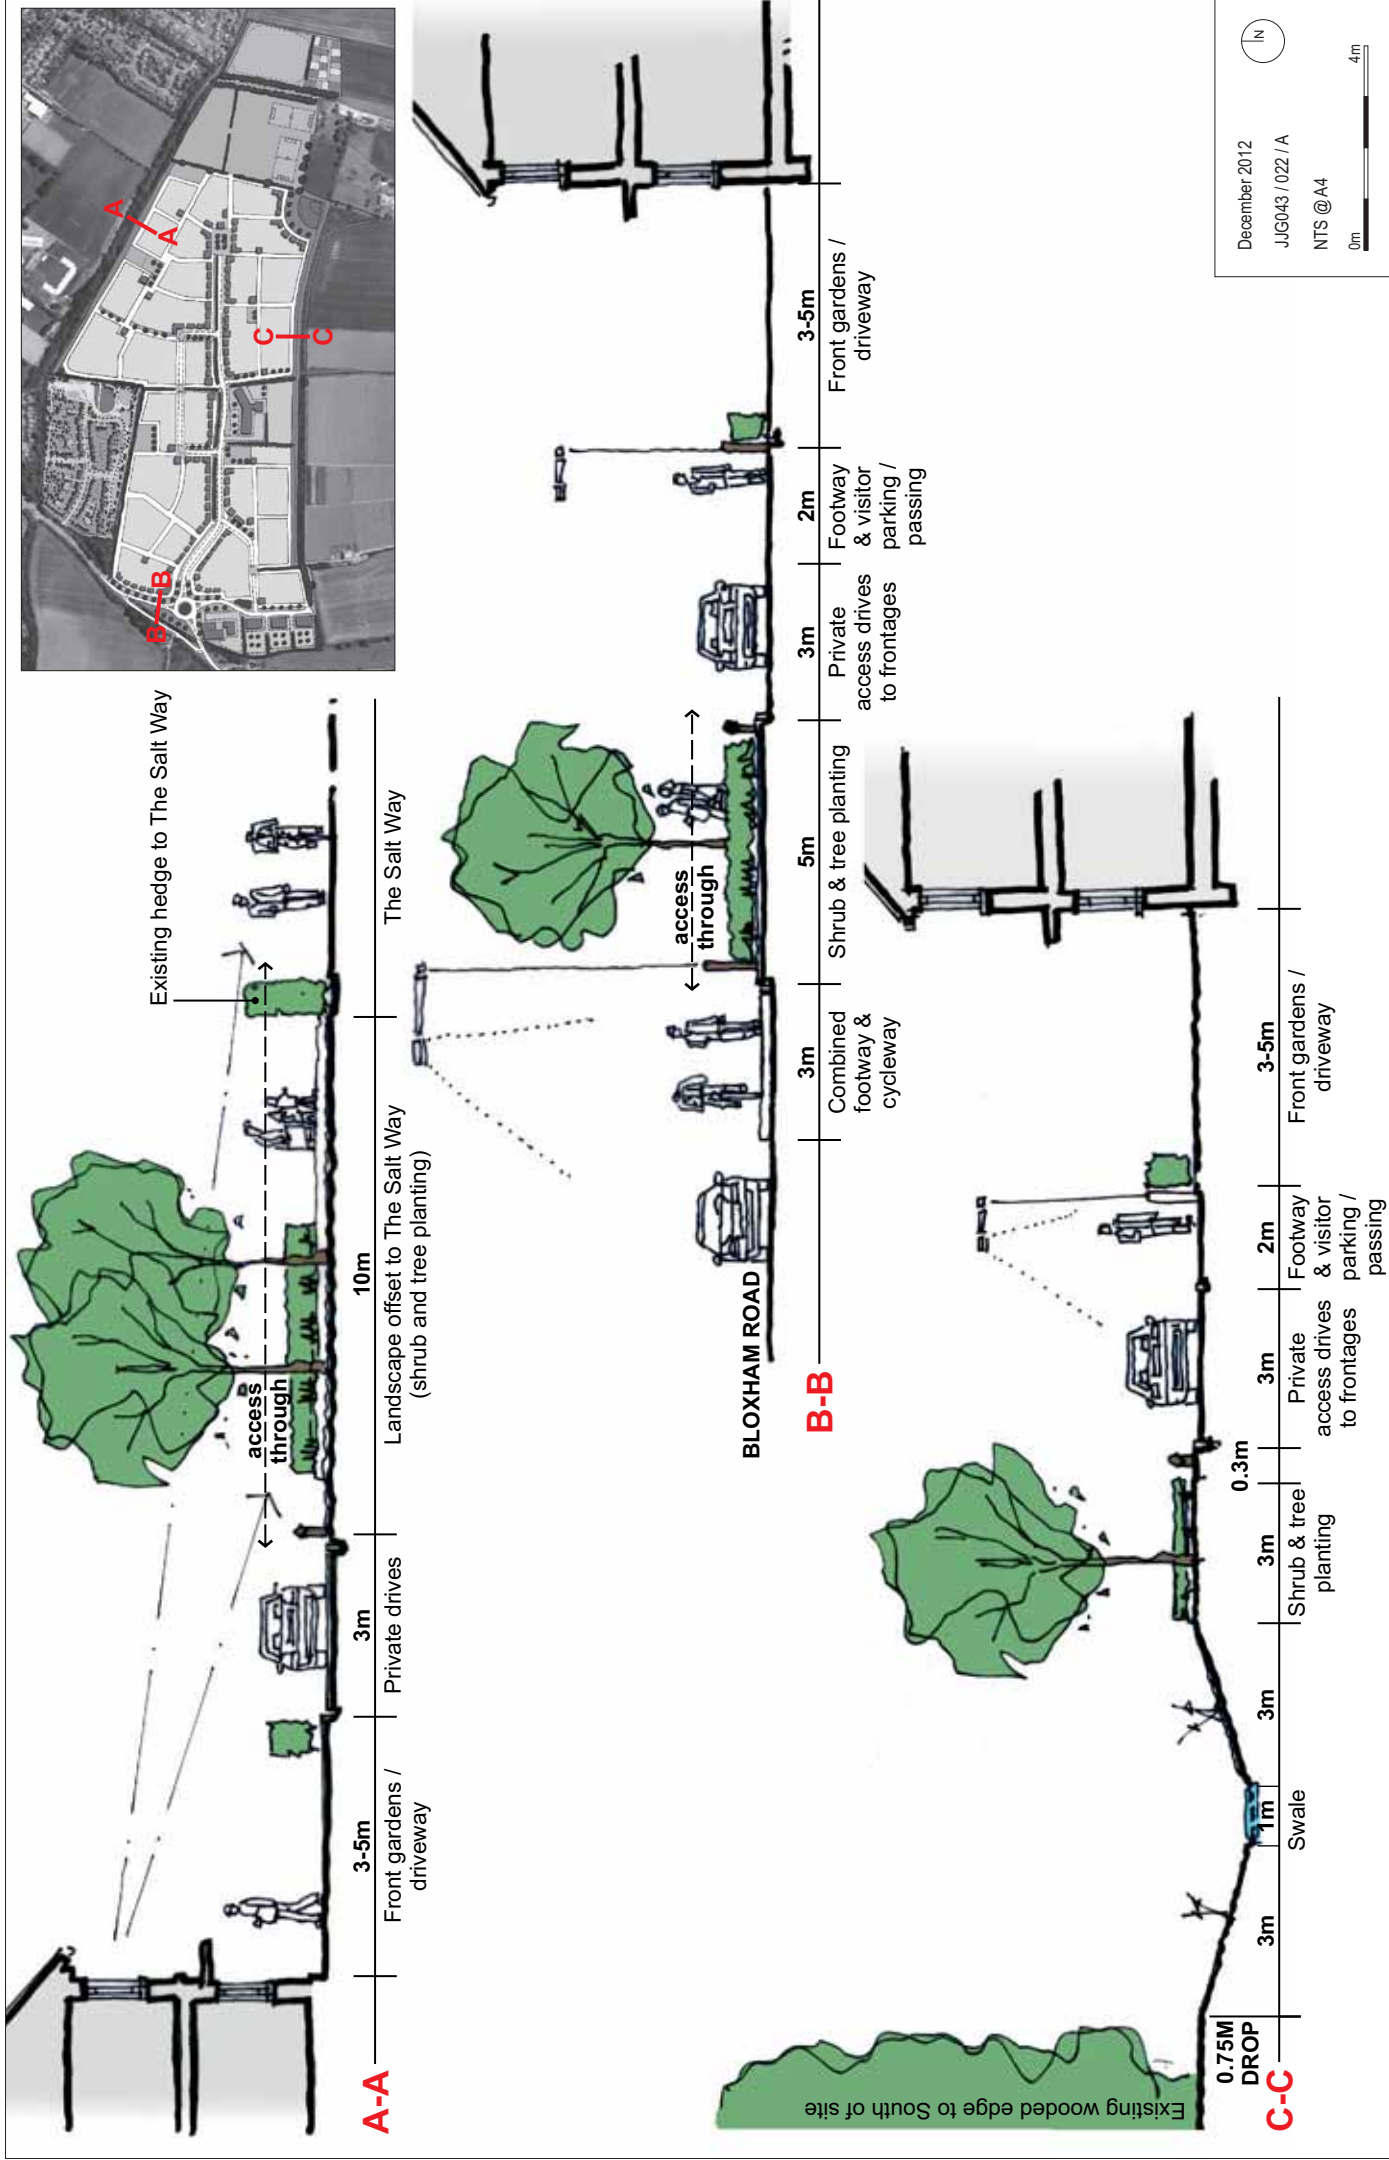 A-A
3-5m
Front gardens /
driveway
3m
Private drives
10m
Landscape offset to The Salt Way
(shrub and tree planting)
access
through
Existing hedge to The Salt Way
The Salt Way
A
A
B
B
C
C
B-B
BLOXHAM ROAD
3m
Combined
footway &
cycleway
5m
Shrub & tree planting
access
through
3m
Private
access drives
to frontages
2m
Footway
& visitor
parking /
passing
3-5m
Front gardens /
driveway
C-C
Existing wooded edge to South of site
0.75M
DROP
3m
1m
Swale
3m
3m
Shrub & tree
planting
0.3m
3m
Private
access drives
to frontages
2m
Footway
& visitor
parking /
passing
3-5m
Front gardens /
driveway
December 2012
N
JJG043 / 022 / A
NTS @ A4
0m
4m